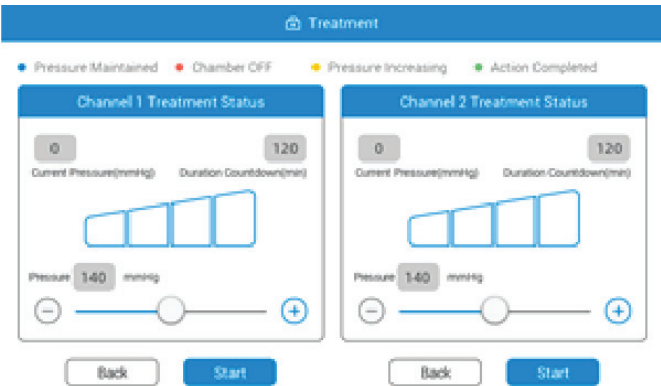 Treatment
Pressure Maintained Chamber OFF Pressure Increasing Action Completed
Channel 1 Treatment Status
0 120
Current Pressure(mmHg) Duration Countdown(min)
Pressure 140 mmHg
Back Start
Channel 2 Treatment Status
0 120
Current Pressure(mmHg) Duration Countdown(min)
Pressure 140 mmHg
Back Start